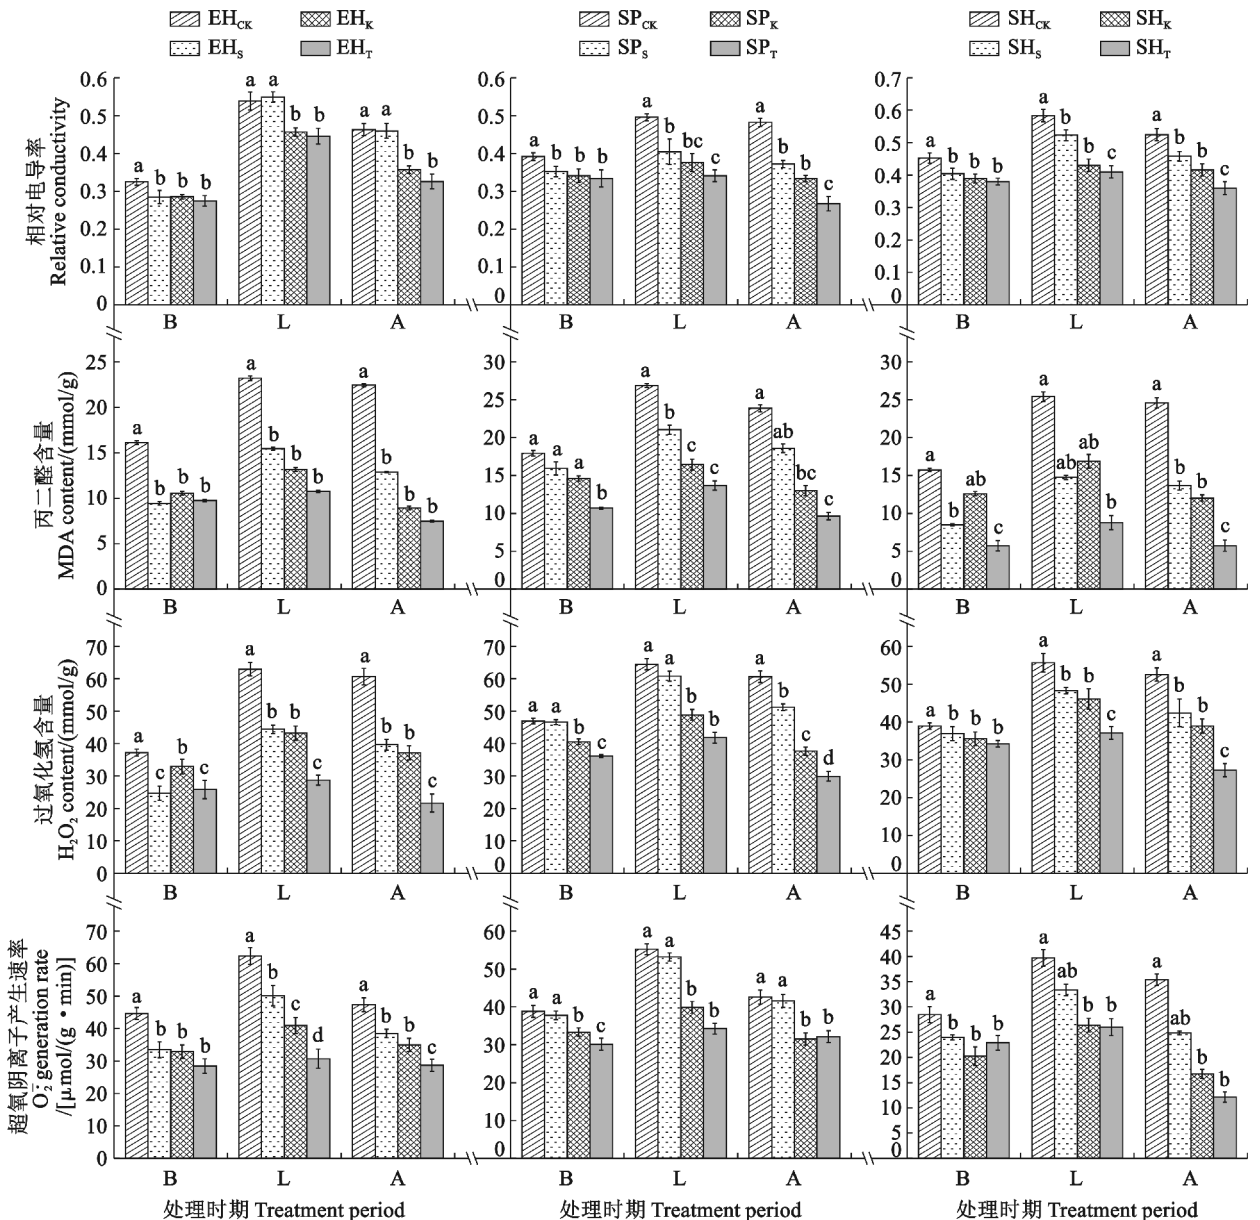 EH_CK EH_K SP_CK SP_K SH_CK SH_K
EH_S EH_T SP_S SP_T SH_S SH_T
相对电导率
Relative conductivity
0.6 0.5 0.4 0.3 0.2 0.1 0
a b b b a a b b a a b b
B L A
0.6 0.5 0.4 0.3 0.2 0.1 0
a b b b a b bc c a b b c
B L A
0.7 0.6 0.5 0.4 0.3 0.2 0.1 0
a b b b a b c c a b b c
B L A
丙二醛含量
MDA content/(mmol/g)
25 20 15 10 5 0
a b b b a b b b a b b b
B L A
30 25 20 15 10 5 0
a a a b a b c c a ab bc c
B L A
30 25 20 15 10 5 0
a b ab c a ab ab c a b b c
B L A
过氧化氢含量
H₂O₂ content/(mmol/g)
70 60 50 40 30 20 10 0
a c b c a b b c a b b c
B L A
70 60 50 40 30 20 10 0
a a b c a a b b a b c d
B L A
60 50 40 30 20 10 0
a b b b a b b c a b b c
B L A
超氧阴离子产生速率
O₂⁻ generation rate
/[μmol/(g·min)]
70 60 50 40 30 20 10 0
a b b b a b c d a b b c
B L A
60 50 40 30 20 10 0
a a b c a a b b a a b b
B L A
45 40 35 30 25 20 15 10 5 0
a b b b a ab b b a ab b b
B L A
处理时期 Treatment period
处理时期 Treatment period
处理时期 Treatment period